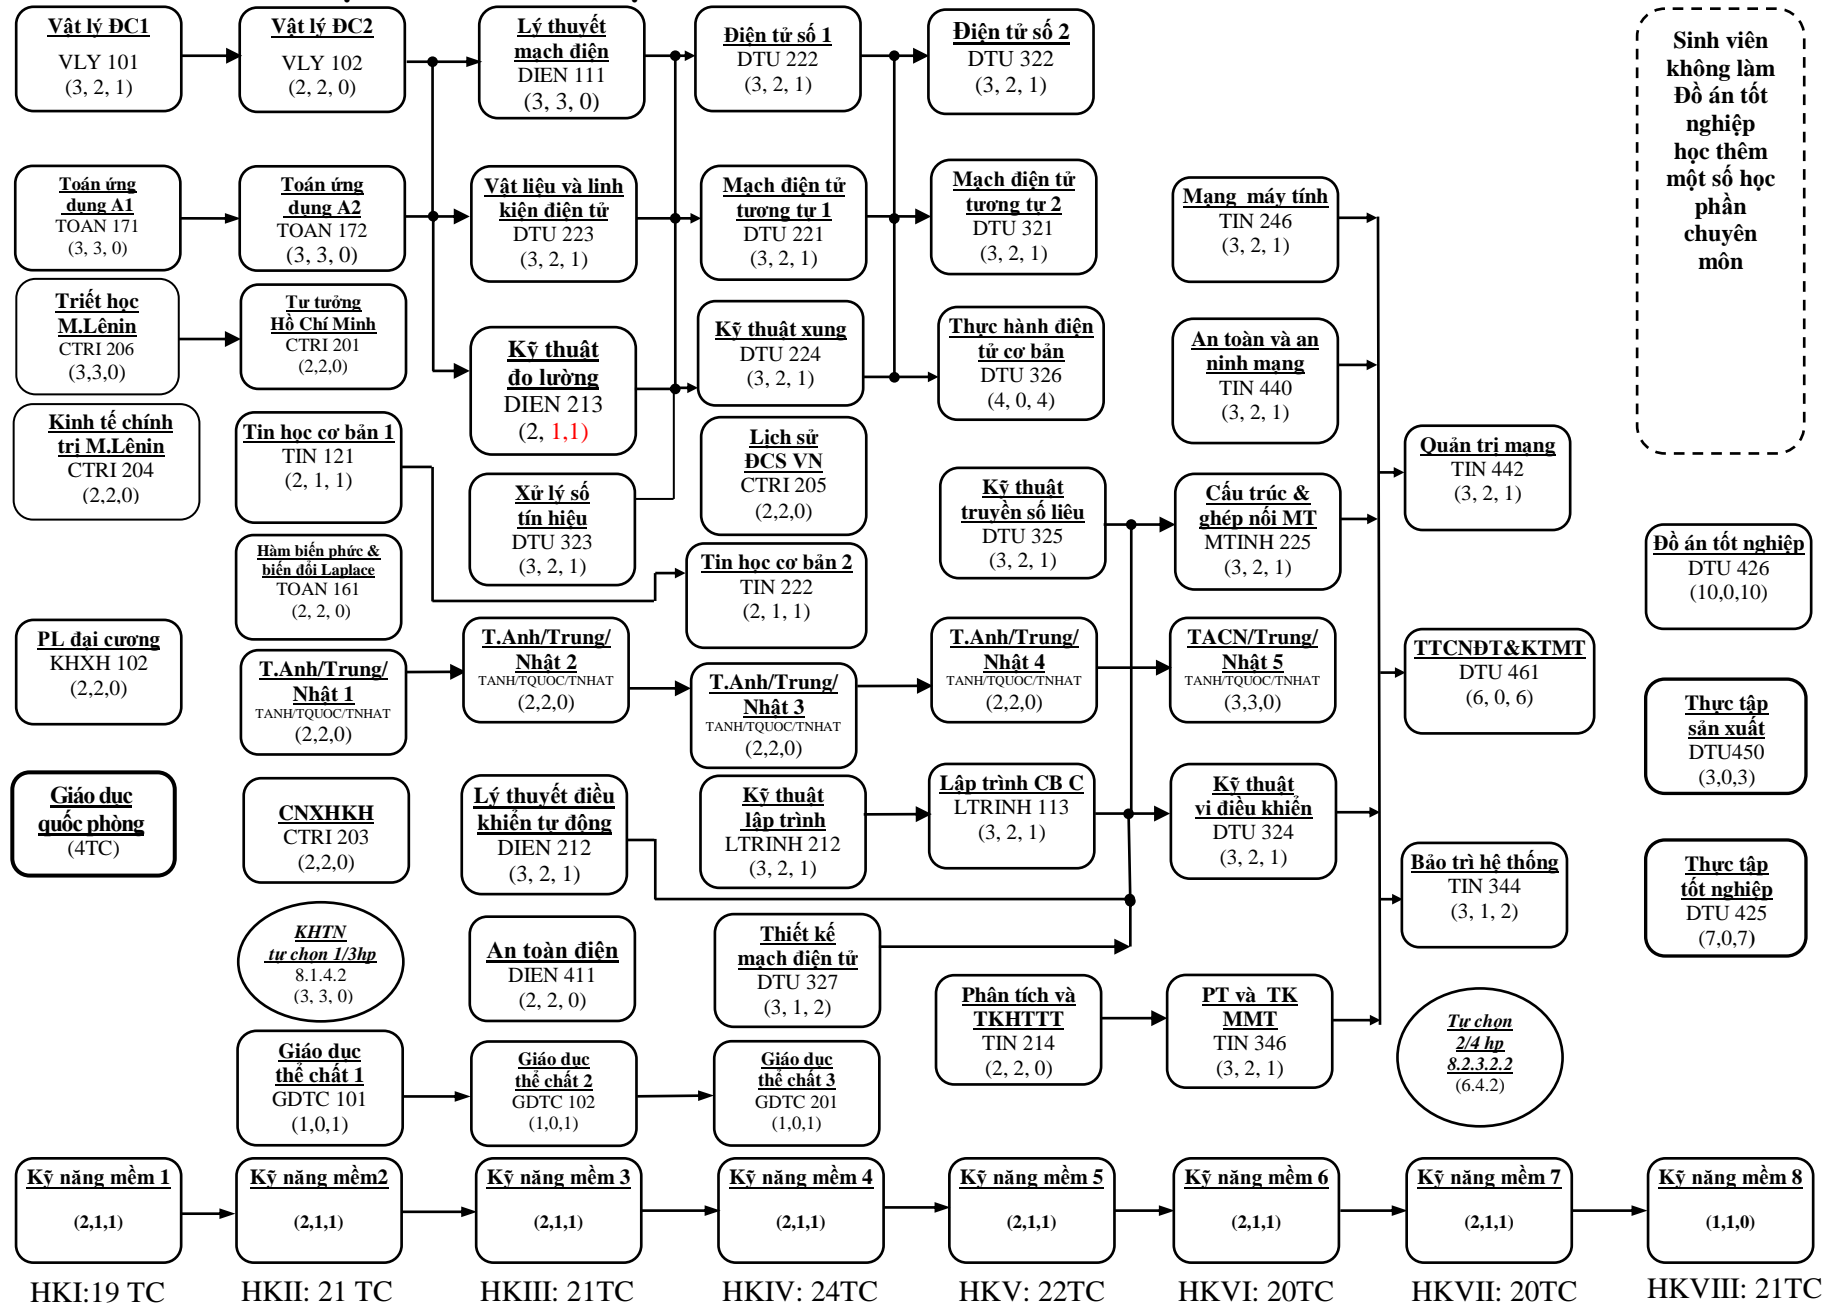 Vật lý ĐC1
VLY 101
(3, 2, 1)
Vật lý ĐC2
VLY 102
(2, 2, 0)
Lý thuyết
mạch điện
DIEN 111
(3, 3, 0)
Điện tử số 1
DTU 222
(3, 2, 1)
Điện tử số 2
DTU 322
(3, 2, 1)
Sinh viên
không làm
Đồ án tốt
nghiệp
học thêm
một số học
phần
chuyên
môn
Toán ứng
dụng A1
TOAN 171
(3, 3, 0)
Toán ứng
dụng A2
TOAN 172
(3, 3, 0)
Vật liệu và linh
kiện điện tử
DTU 223
(3, 2, 1)
Mạch điện tử
tương tự 1
DTU 221
(3, 2, 1)
Mạch điện tử
tương tự 2
DTU 321
(3, 2, 1)
Mạng máy tính
TIN 246
(3, 2, 1)
Triết học
M.Lênin
CTRI 206
(3,3,0)
Tư tưởng
Hồ Chí Minh
CTRI 201
(2,2,0)
Kỹ thuật
đo lường
DIEN 213
(2, 1,1)
Kỹ thuật xung
DTU 224
(3, 2, 1)
Thực hành điện
tử cơ bản
DTU 326
(4, 0, 4)
An toàn và an
ninh mạng
TIN 440
(3, 2, 1)
Kinh tế chính
trị M.Lênin
CTRI 204
(2,2,0)
Tin học cơ bản 1
TIN 121
(2, 1, 1)
Xử lý số
tín hiệu
DTU 323
(3, 2, 1)
Lịch sử
ĐCS VN
CTRI 205
(2,2,0)
Kỹ thuật
truyền số liêu
DTU 325
(3, 2, 1)
Cấu trúc &
ghép nối MT
MTINH 225
(3, 2, 1)
Quản trị mạng
TIN 442
(3, 2, 1)
Hàm biến phức &
biến đổi Laplace
TOAN 161
(2, 2, 0)
Tin học cơ bản 2
TIN 222
(2, 1, 1)
Đồ án tốt nghiệp
DTU 426
(10,0,10)
PL đại cương
KHXH 102
(2,2,0)
T.Anh/Trung/
Nhật 1
TANH/TQUOC/TNHAT
(2,2,0)
T.Anh/Trung/
Nhật 2
TANH/TQUOC/TNHAT
(2,2,0)
T.Anh/Trung/
Nhật 3
TANH/TQUOC/TNHAT
(2,2,0)
T.Anh/Trung/
Nhật 4
TANH/TQUOC/TNHAT
(2,2,0)
TACN/Trung/
Nhật 5
TANH/TQUOC/TNHAT
(3,3,0)
TTCNĐT&KTMT
DTU 461
(6, 0, 6)
Thực tập
sản xuất
DTU450
(3,0,3)
Giáo dục
quốc phòng
(4TC)
CNXHKH
CTRI 203
(2,2,0)
Lý thuyết điều
khiển tự động
DIEN 212
(3, 2, 1)
Kỹ thuật
lập trình
LTRINH 212
(3, 2, 1)
Lập trình CB C
LTRINH 113
(3, 2, 1)
Kỹ thuật
vi điều khiển
DTU 324
(3, 2, 1)
Bảo trì hệ thống
TIN 344
(3, 1, 2)
Thực tập
tốt nghiệp
DTU 425
(7,0,7)
KHTN
tự chọn 1/3hp
8.1.4.2
(3, 3, 0)
An toàn điện
DIEN 411
(2, 2, 0)
Thiết kế
mạch điện tử
DTU 327
(3, 1, 2)
Phân tích và
TKHTTT
TIN 214
(2, 2, 0)
PT và TK
MMT
TIN 346
(3, 2, 1)
Tự chọn
2/4 hp
8.2.3.2.2
(6.4.2)
Giáo dục
thể chất 1
GDTC 101
(1,0,1)
Giáo dục
thể chất 2
GDTC 102
(1,0,1)
Giáo dục
thể chất 3
GDTC 201
(1,0,1)
Kỹ năng mềm 1
(2,1,1)
Kỹ năng mềm2
(2,1,1)
Kỹ năng mềm 3
(2,1,1)
Kỹ năng mềm 4
(2,1,1)
Kỹ năng mềm 5
(2,1,1)
Kỹ năng mềm 6
(2,1,1)
Kỹ năng mềm 7
(2,1,1)
Kỹ năng mềm 8
(1,1,0)
HKI:19 TC
HKII: 21 TC
HKIII: 21TC
HKIV: 24TC
HKV: 22TC
HKVI: 20TC
HKVII: 20TC
HKVIII: 21TC